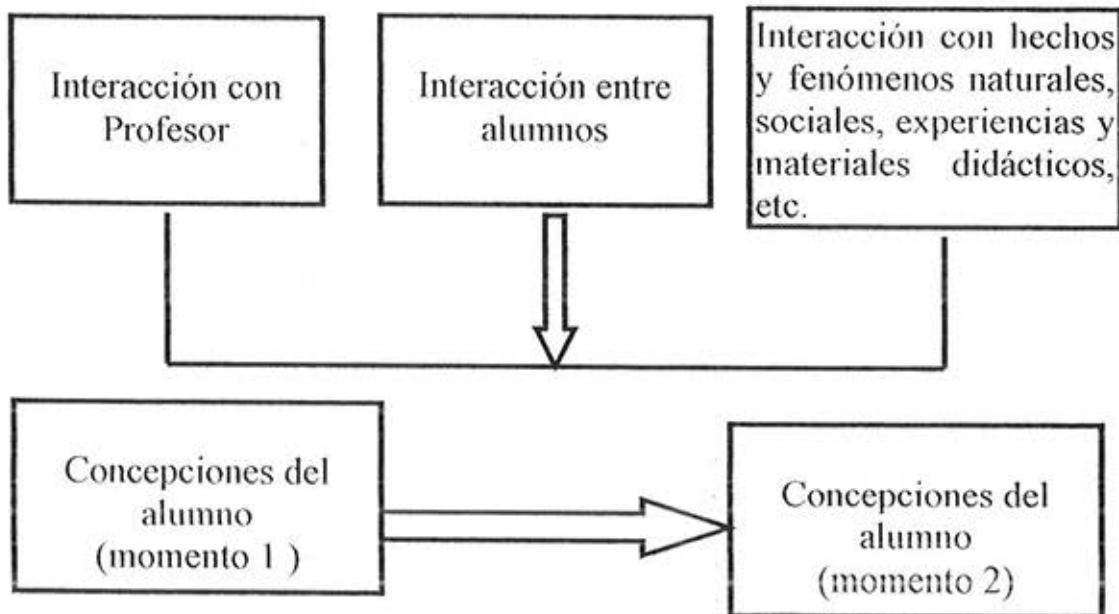 Interacción con
Profesor
Interacción entre
alumnos
Interacción con hechos
y fenómenos naturales,
sociales, experiencias y
materiales didácticos,
etc.
Concepciones del
alumno
(momento 1 )
Concepciones del
alumno
(momento 2)